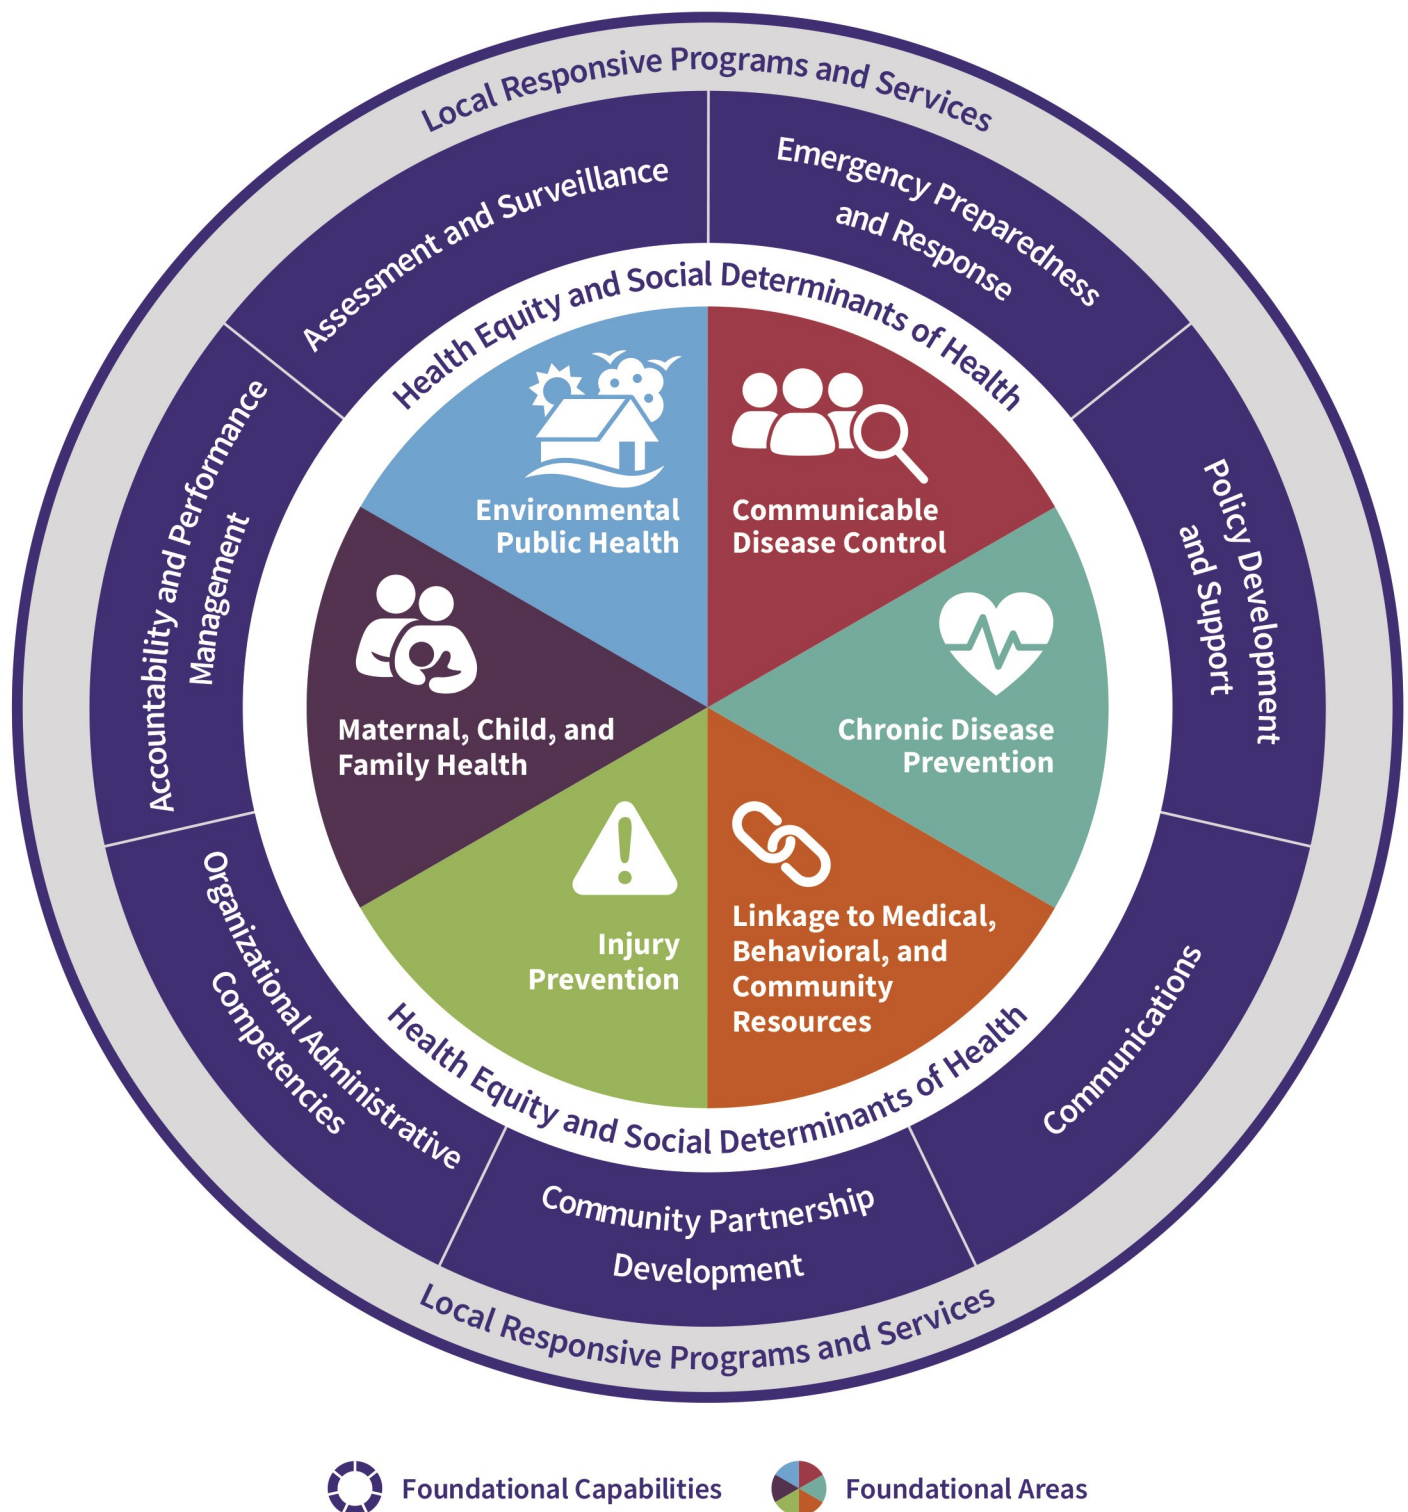 Local Responsive Programs and Services
Assessment and Surveillance
Emergency Preparedness
and Response
Policy Development
and Support
Communications
Community Partnership
Development
Organizational Administrative
Competencies
Accountability and Performance
Management
Health Equity and Social Determinants of Health
Environmental
Public Health
Communicable
Disease Control
Chronic Disease
Prevention
Linkage to Medical,
Behavioral, and
Community
Resources
Injury
Prevention
Maternal, Child, and
Family Health
Health Equity and Social Determinants of Health
Local Responsive Programs and Services
Foundational Capabilities
Foundational Areas